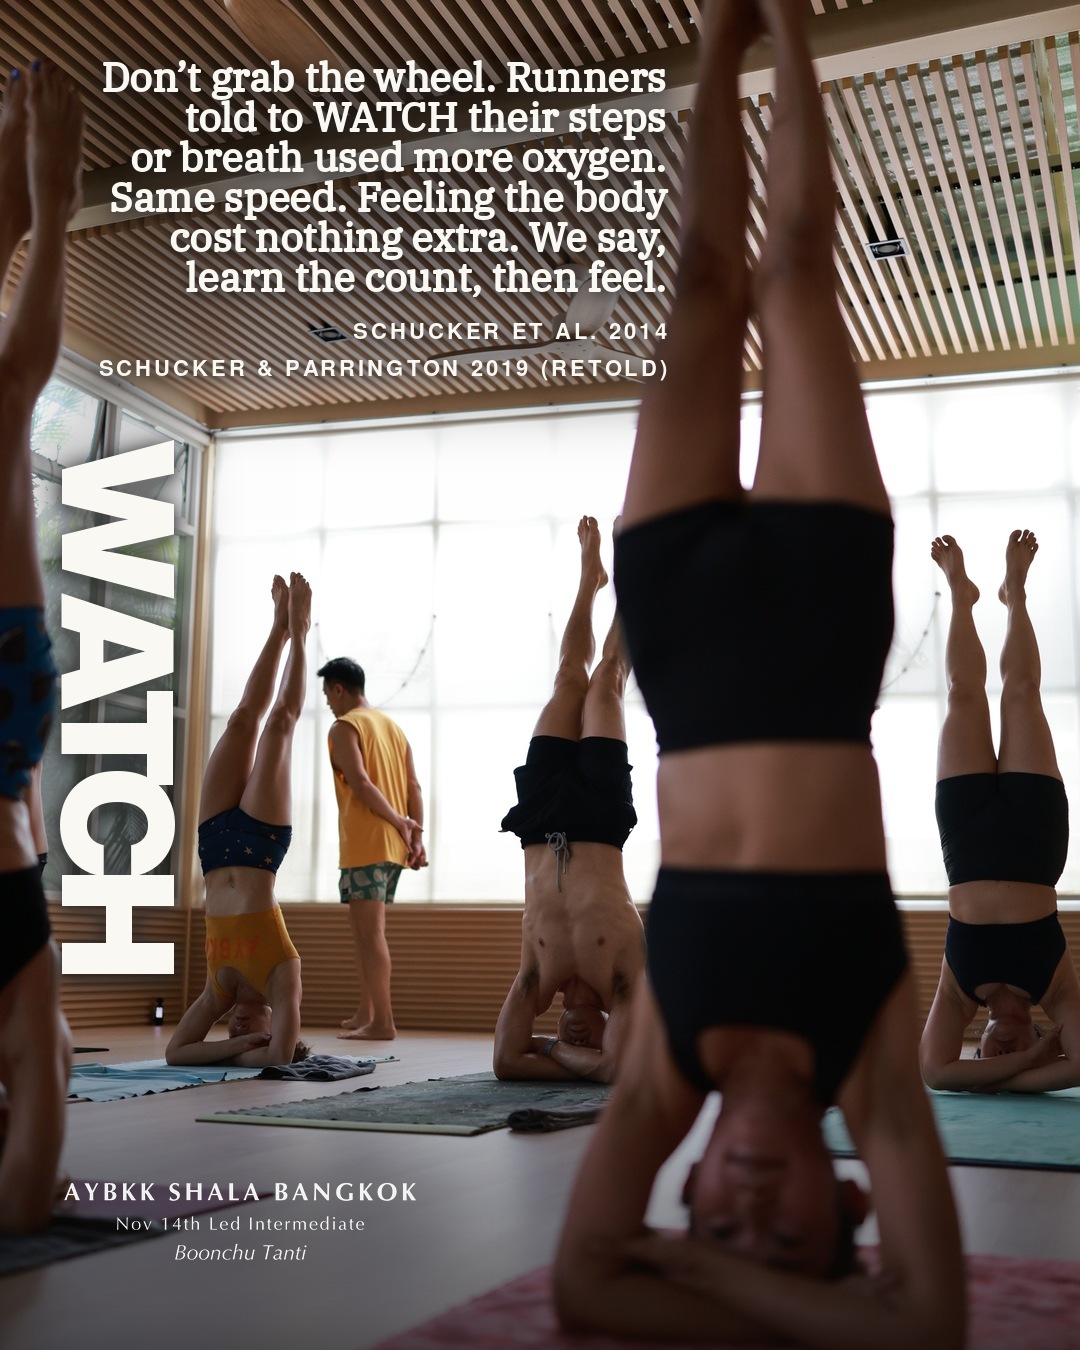 Don't grab the wheel. Runners
told to WATCH their steps
or breath used more oxygen.
Same speed. Feeling the body
cost nothing extra. We say,
learn the count, then feel.
SCHUCKER ET AL. 2014
SCHUCKER & PARRINGTON 2019 (RETOLD)
WATCH
AYBKK SHALA BANGKOK
Nov 14th Led Intermediate
Boonchu Tanti